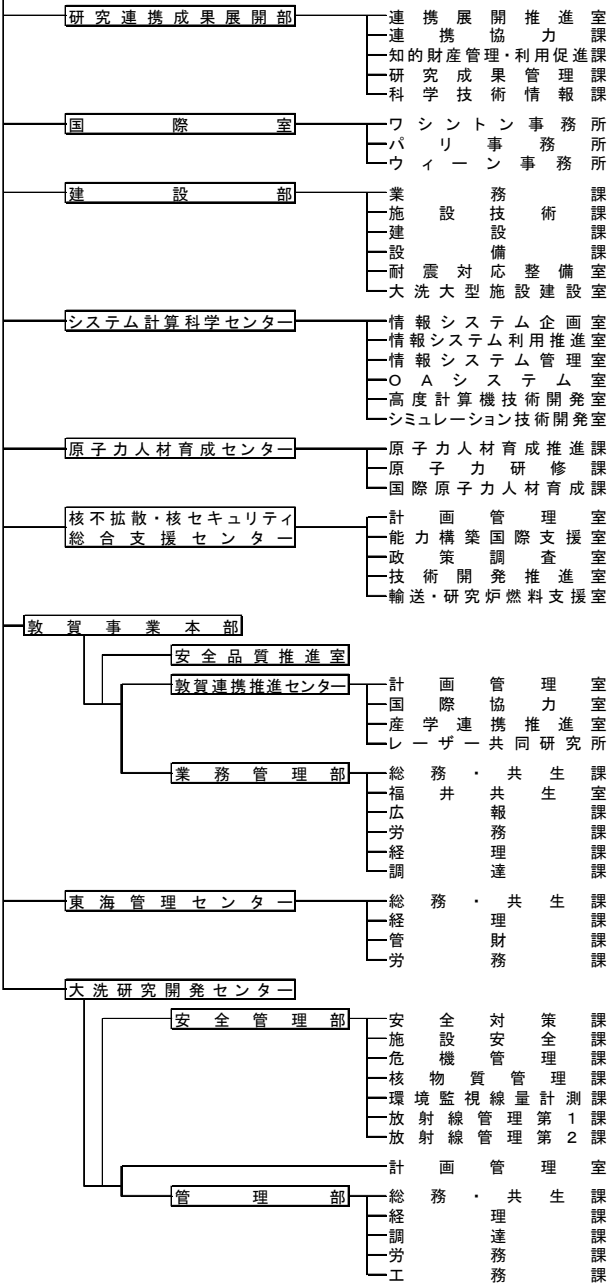 研究連携成果展開部
連携展開推進室
連携協力課
知的財産管理・利用促進課
研究成果管理課
科学技術情報課
国際室
ワシントン事務所
パリ事務所
ウィーン事務所
建設部
業務課
施設技術課
建設課
設備課
耐震対応整備室
大洗大型施設建設室
システム計算科学センター
情報システム企画室
情報システム利用推進室
情報システム管理室
OAシステム室
高度計算機技術開発室
シミュレーション技術開発室
原子力人材育成センター
原子力人材育成推進課
原子力研修課
国際原子力人材育成課
核不拡散・核セキュリティ
総合支援センター
計画管理室
能力構築国際支援室
政策調査室
技術開発推進室
輸送・研究炉燃料支援室
敦賀事業本部
安全品質推進室
敦賀連携推進センター
計画管理室
国際協力室
産学連携推進室
レーザー共同研究所
業務管理部
総務・共生課
福井共生室
広報課
労務課
経理課
調達課
東海管理センター
総務・共生課
経理課
管財課
労務課
大洗研究開発センター
安全管理部
安全対策課
施設安全課
危機管理課
核物質管理課
環境監視線量計測課
放射線管理第1課
放射線管理第2課
計画管理室
管理部
総務・共生課
経理課
調達課
労務課
工務課